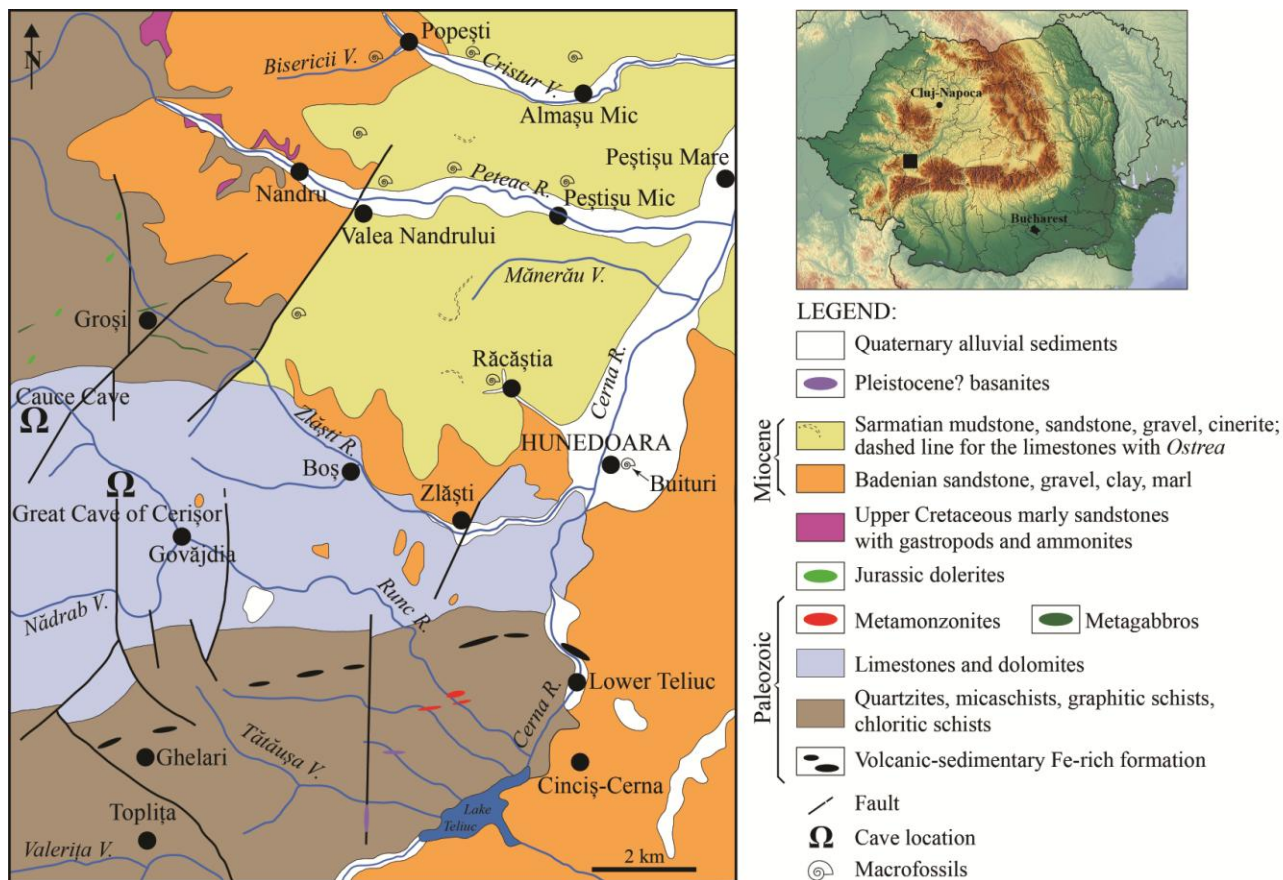 N
Popești
Bisericii V.
Cristur V.
Almașu Mic
Peștișu Mare
Nandru
Peteac R.
Peștișu Mic
Valea Nandrului
Mănerău V.
Groși
Răcăștia
Cerna R.
Cauce Cave
Ω
Zlăști R.
HUNEDOARA
Boș
Buituri
Zlăști
Ω
Great Cave of Cerișor
Govăjdia
Runc R.
Nădrab V.
Lower Teliuc
Cerna R.
Tătăușa V.
Ghelari
Cinciș-Cerna
Toplița
Lake
Teliuc
Valerița V.
2 km
Cluj-Napoca
Bucharest
LEGEND:
Quaternary alluvial sediments
Pleistocene? basanites
Miocene
Sarmatian mudstone, sandstone, gravel, cinerite;
dashed line for the limestones with Ostrea
Badenian sandstone, gravel, clay, marl
Upper Cretaceous marly sandstones
with gastropods and ammonites
Jurassic dolerites
Paleozoic
Metamonzonites
Metagabbros
Limestones and dolomites
Quartzites, micaschists, graphitic schists,
chloritic schists
Volcanic-sedimentary Fe-rich formation
Fault
Ω Cave location
Macrofossils